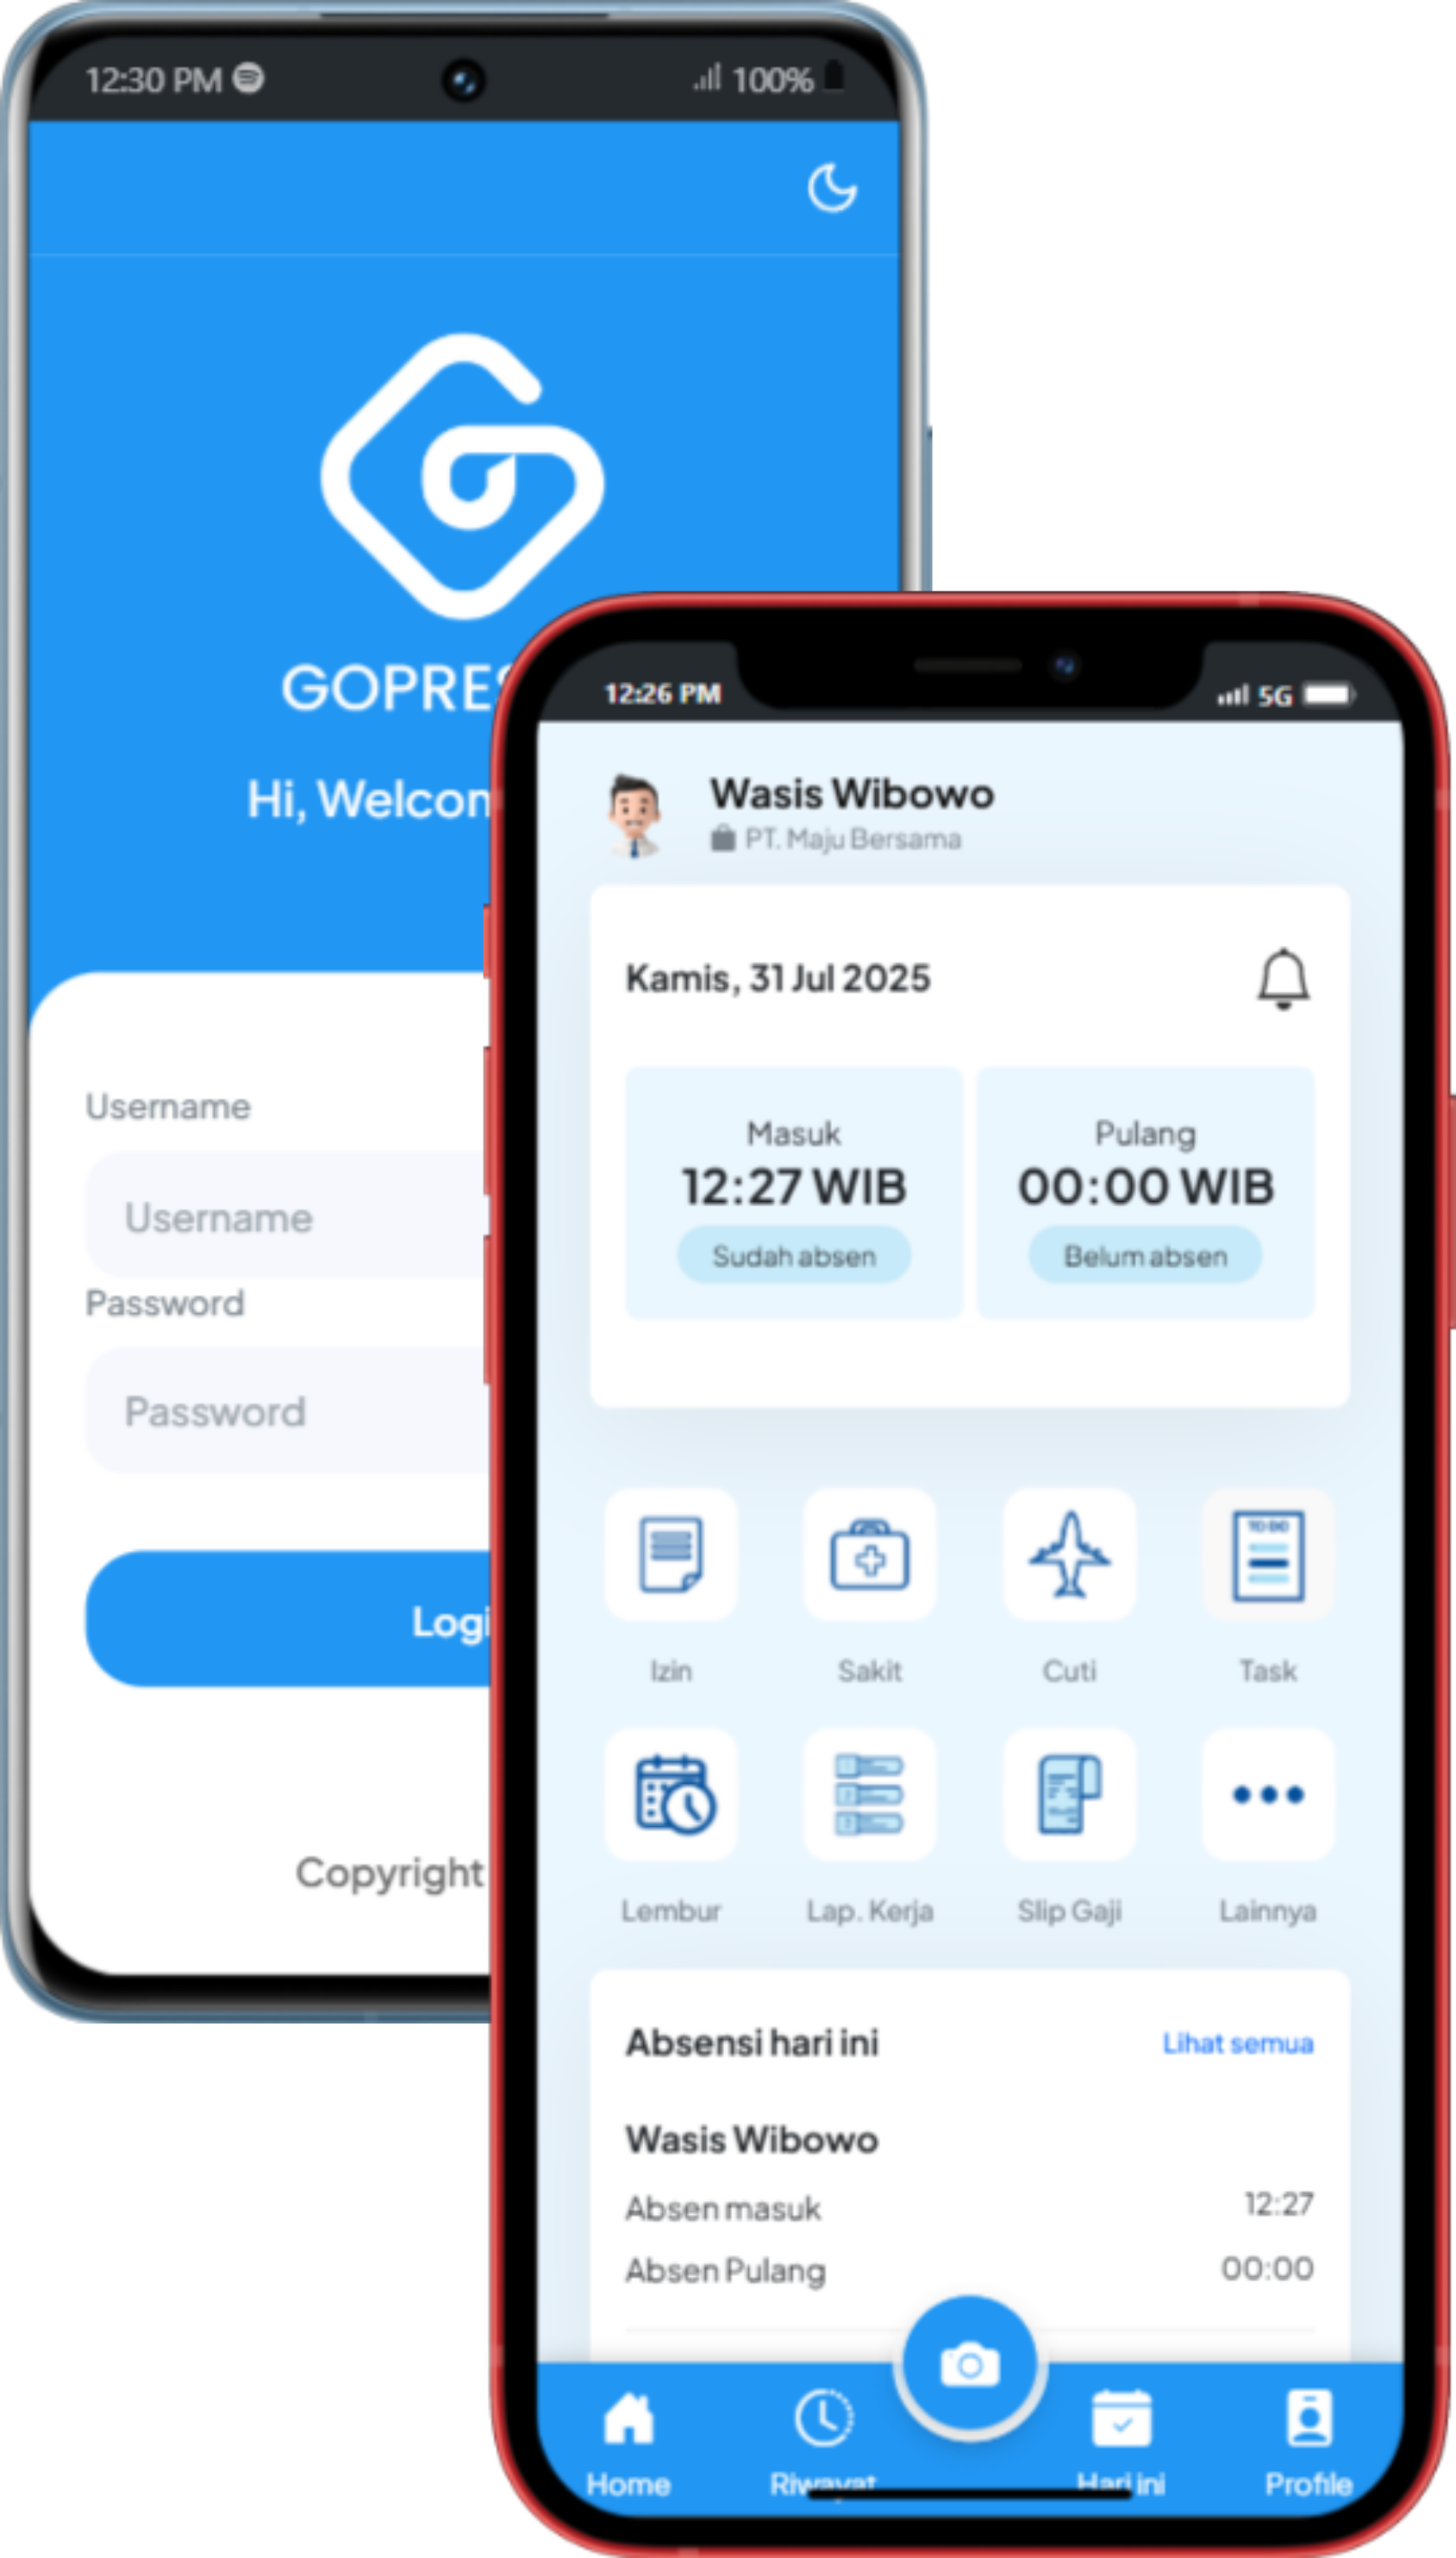 12:30 PM
100%
GOPRES
Hi, Welcom
Username
Username
Password
Password
Logi
Copyright
12:26 PM
5G
Wasis Wibowo
PT. Maju Bersama
Kamis, 31 Jul 2025
Masuk
12:27 WIB
Sudah absen
Pulang
00:00 WIB
Belum absen
TO DO
Izin
Sakit
Cuti
Task
Lembur
Lap. Kerja
Slip Gaji
Lainnya
Absensi hari ini
Lihat semua
Wasis Wibowo
Absen masuk
12:27
Absen Pulang
00:00
Home
Riwayat
Hari ini
Profile